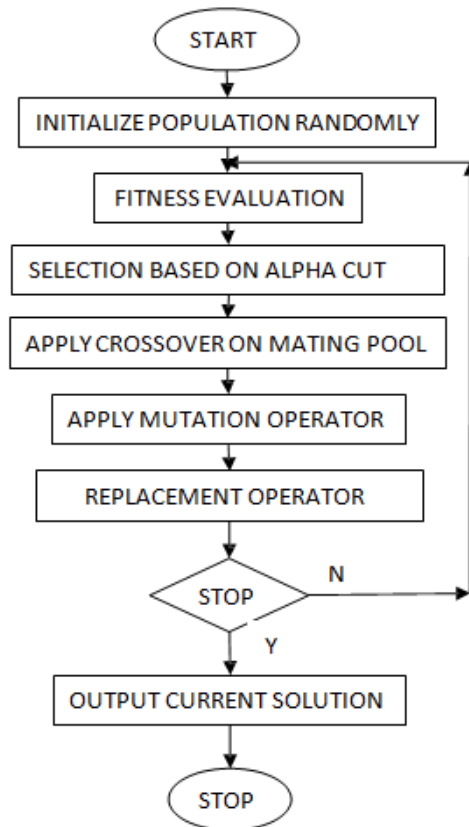 START
INITIALIZE POPULATION RANDOMLY
FITNESS EVALUATION
SELECTION BASED ON ALPHA CUT
APPLY CROSSOVER ON MATING POOL
APPLY MUTATION OPERATOR
REPLACEMENT OPERATOR
N
STOP
Y
OUTPUT CURRENT SOLUTION
STOP